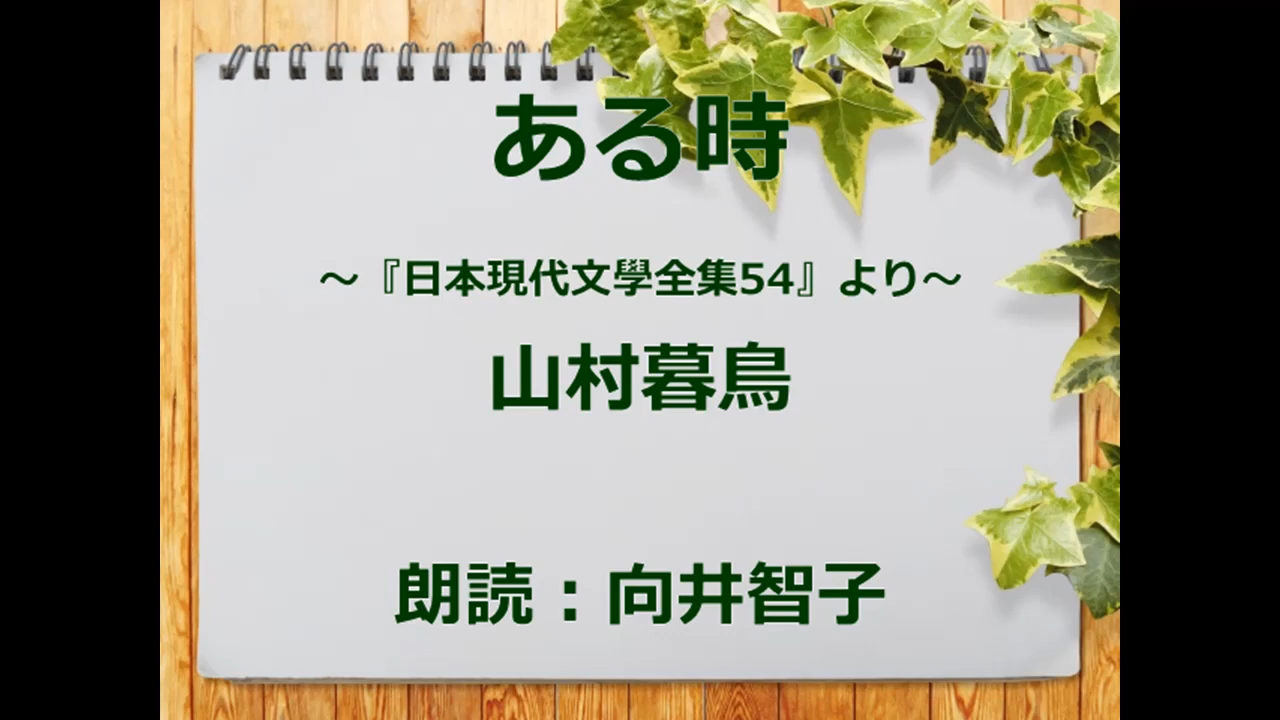 ある時
～『日本現代文學全集54』より～
山村暮鳥
朗読：向井智子